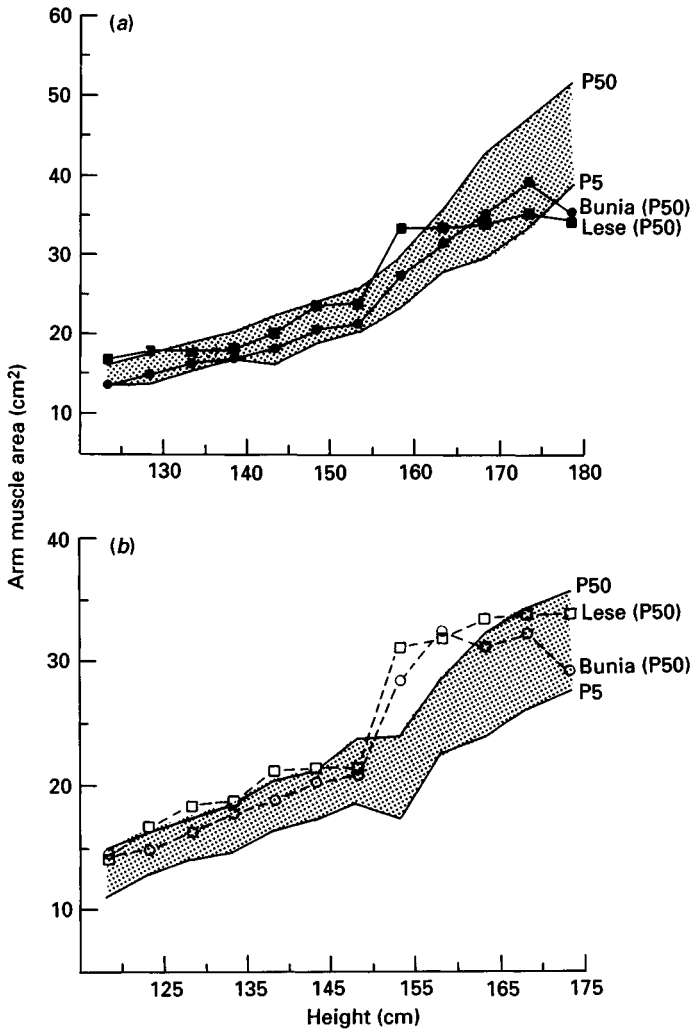 60
(a)
50
P50
40
P5
Bunia (P50)
30
Lese (P50)
20
10
130 140 150 160 170 180
Arm muscle area (cm²)
40
(b)
P50
Lese (P50)
30
Bunia (P50)
P5
20
10
125 135 145 155 165 175
Height (cm)